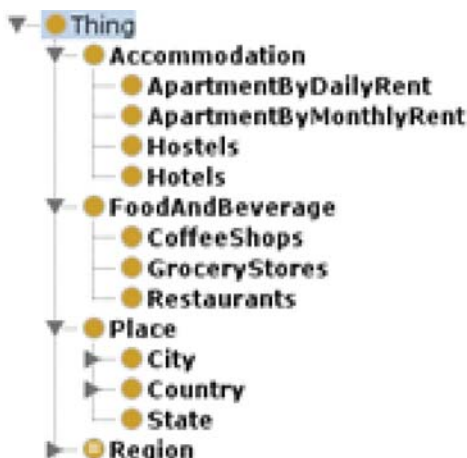 Thing
Accommodation
ApartmentByDailyRent
ApartmentByMonthlyRent
Hostels
Hotels
FoodAndBeverage
CoffeeShops
GroceryStores
Restaurants
Place
City
Country
State
Region